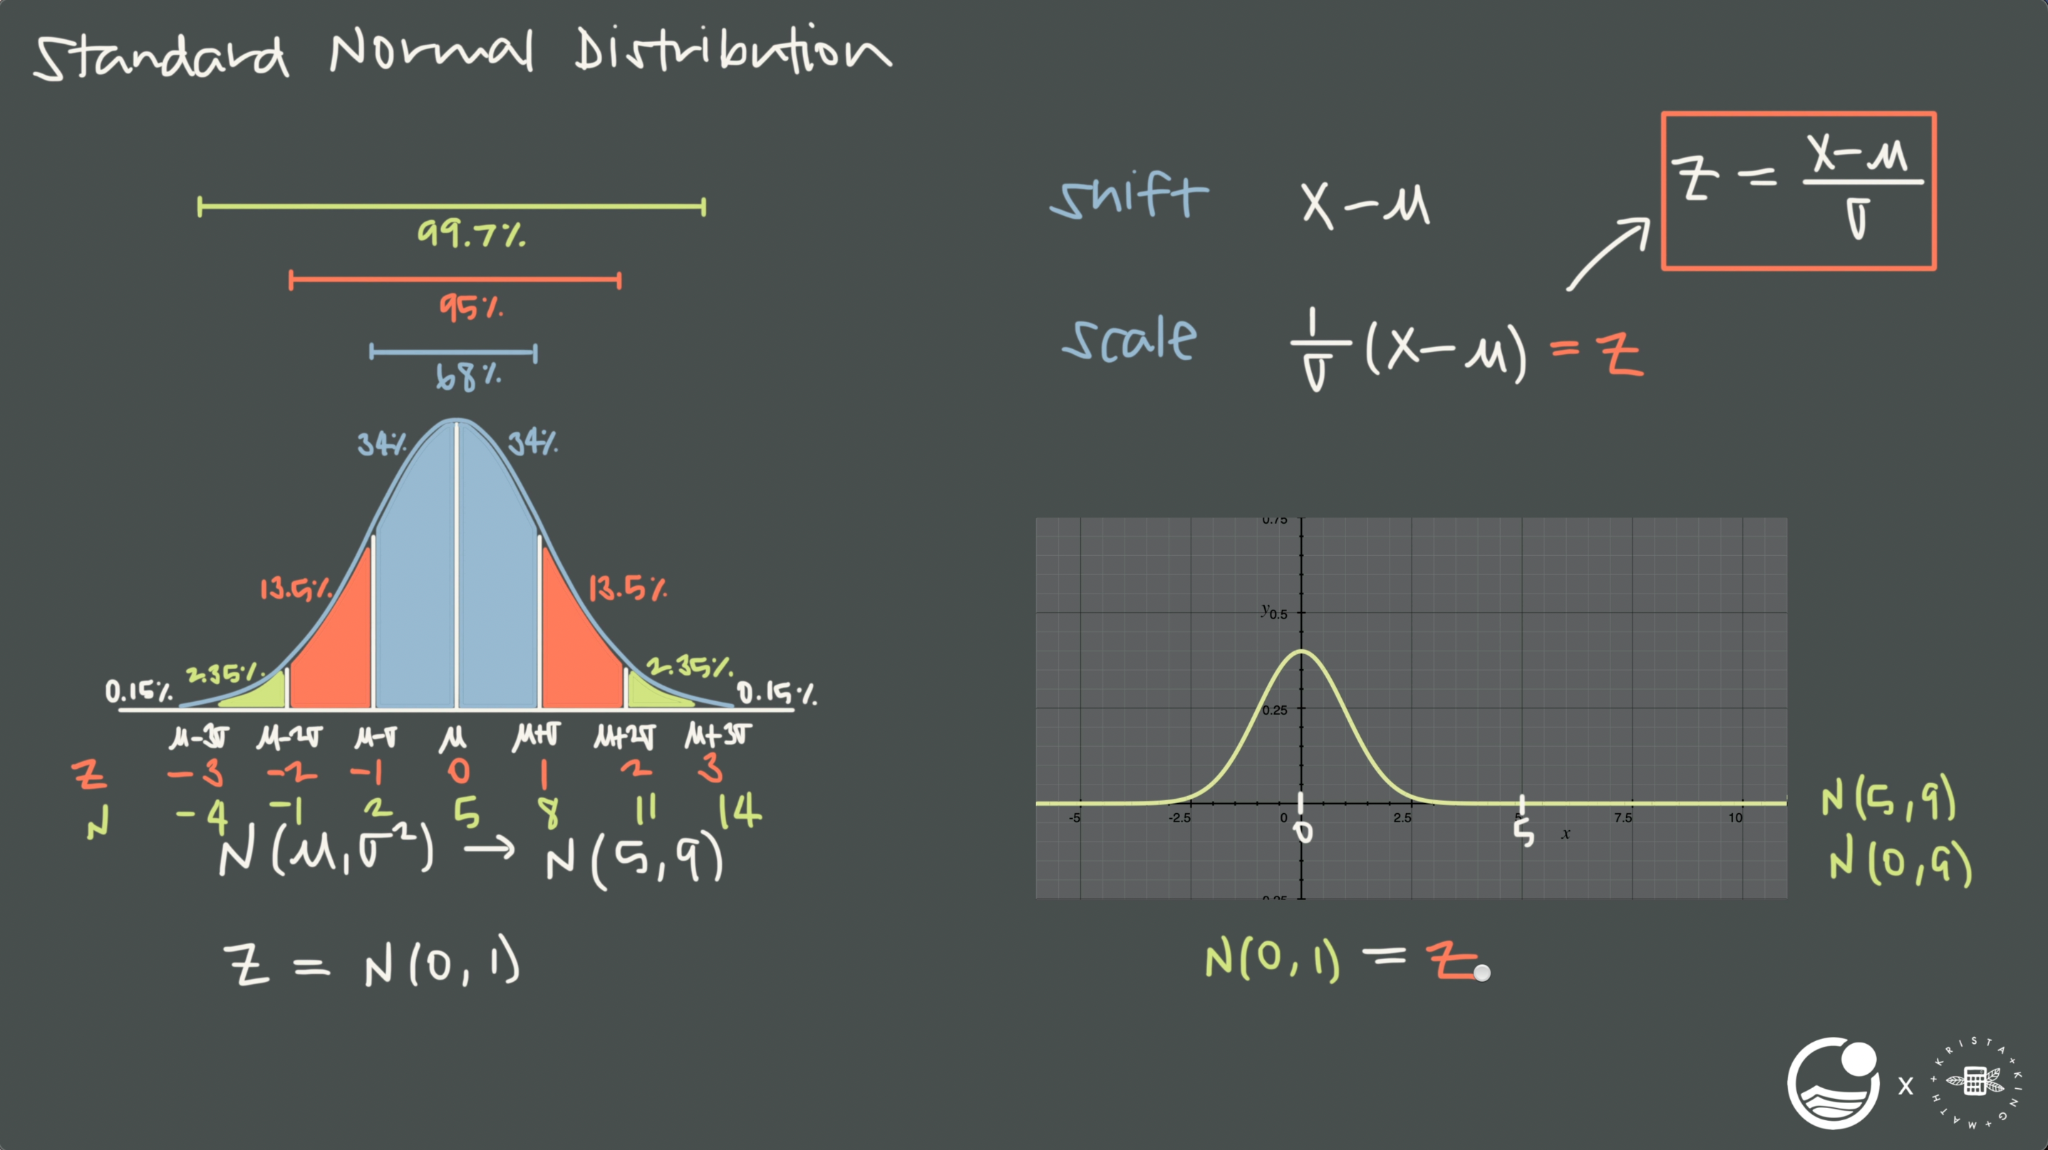 Standard Normal Distribution
99.7%
95%
68%
34% 34%
13.5% 13.5%
2.35% 2.35%
0.15% 0.15%
μ-3σ μ-2σ μ-σ μ μ+σ μ+2σ μ+3σ
Z -3 -2 -1 0 1 2 3
N -4 -1 2 5 8 11 14
N(μ,σ²) → N(5,9)
Z = N(0,1)
shift X-μ
scale 1/σ (X-μ) = Z
Z = X-μ/σ
0.75
y 0.5
0.25
-5 -2.5 0 2.5 5 7.5 10
0 5 x
N(5,9)
N(0,9)
N(0,1) = Z
X
KRISTA + KING + MATH +